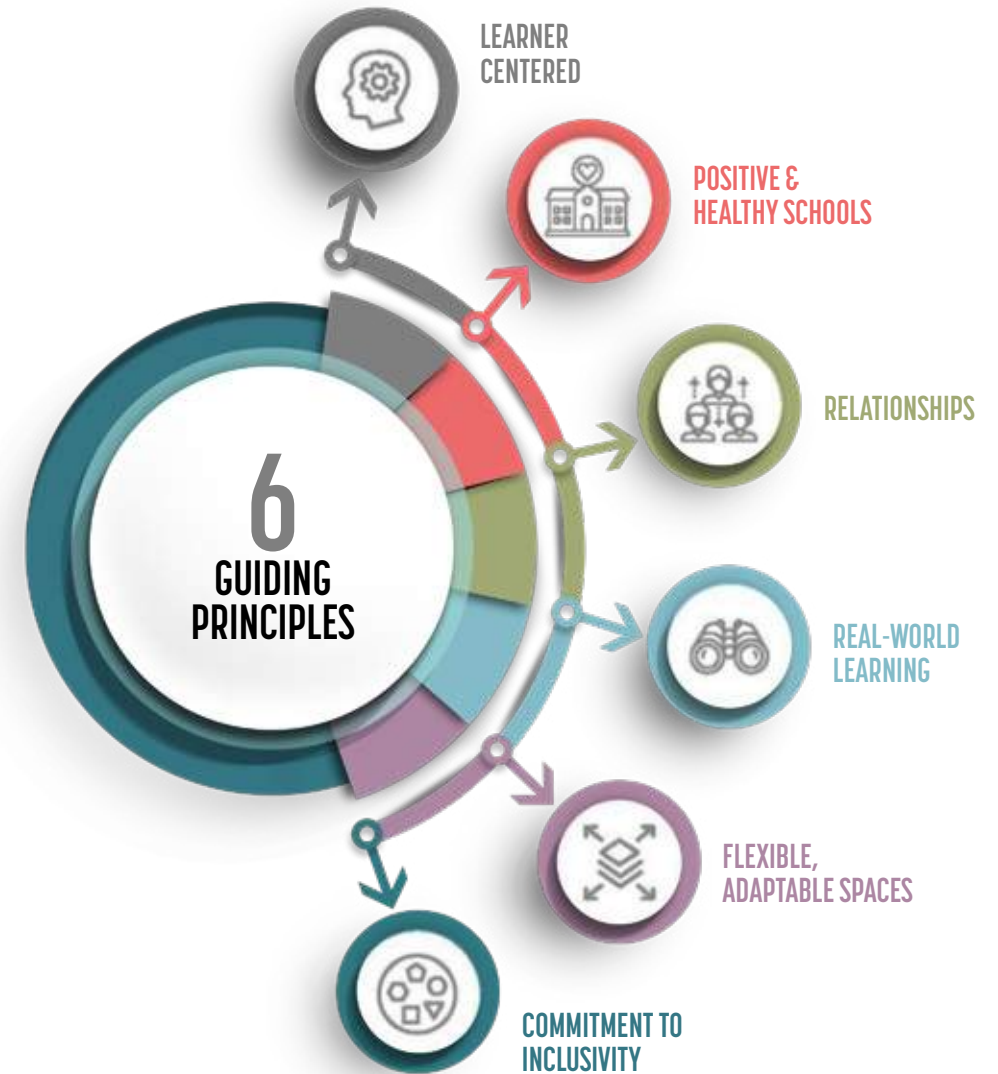 LEARNER
CENTERED
POSITIVE &
HEALTHY SCHOOLS
RELATIONSHIPS
6
GUIDING
PRINCIPLES
REAL-WORLD
LEARNING
FLEXIBLE,
ADAPTABLE SPACES
COMMITMENT TO
INCLUSIVITY